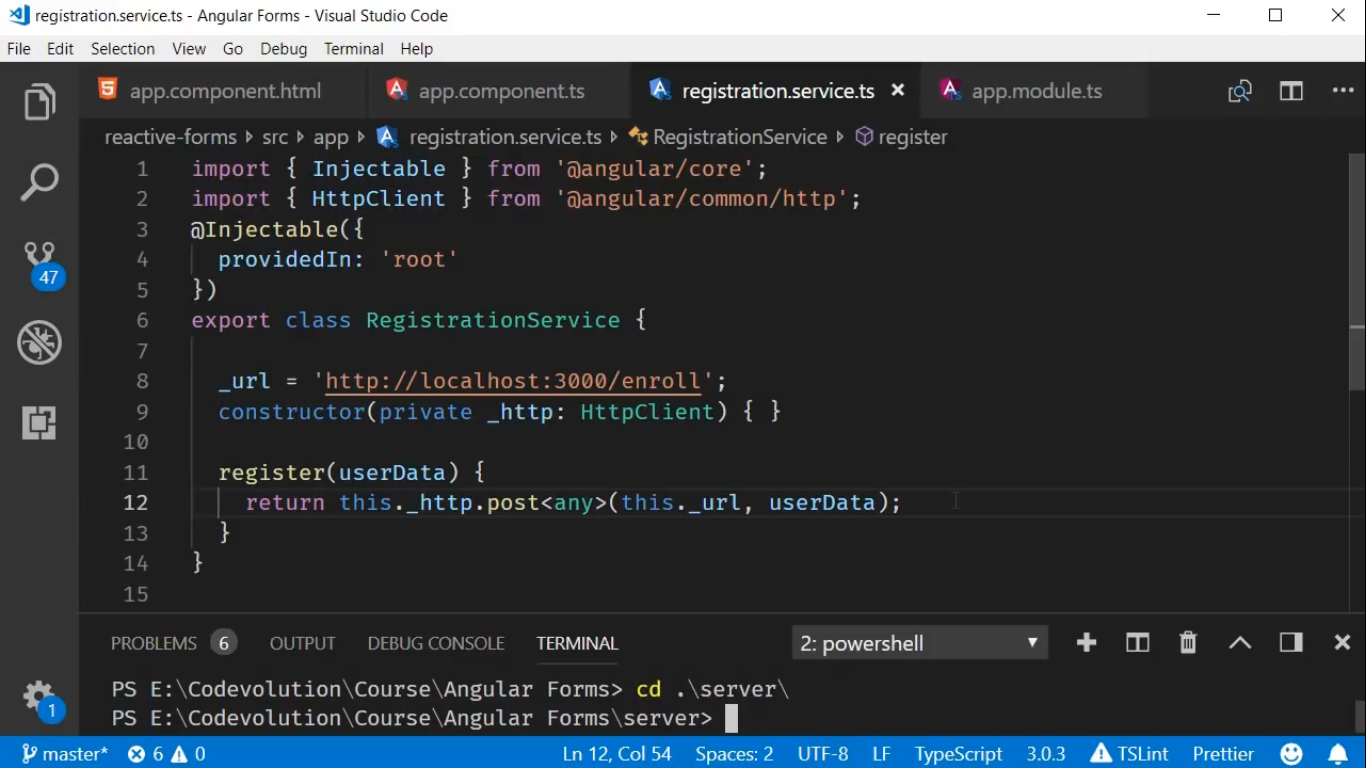 registration.service.ts - Angular Forms - Visual Studio Code
File Edit Selection View Go Debug Terminal Help
app.component.html app.component.ts registration.service.ts app.module.ts
reactive-forms src app registration.service.ts RegistrationService register
1 import { Injectable } from '@angular/core';
2 import { HttpClient } from '@angular/common/http';
3 @Injectable({
4 providedIn: 'root'
5 })
6 export class RegistrationService {
7
8 _url = 'http://localhost:3000/enroll';
9 constructor(private _http: HttpClient) { }
10
11 register(userData) {
12 return this._http.post<any>(this._url, userData);
13 }
14 }
15
47
PROBLEMS 6 OUTPUT DEBUG CONSOLE TERMINAL 2: powershell
PS E:\Codevolution\Course\Angular Forms> cd .\server\
PS E:\Codevolution\Course\Angular Forms\server>
1
master* 6 0 Ln 12, Col 54 Spaces: 2 UTF-8 LF TypeScript 3.0.3 TSLint Prettier